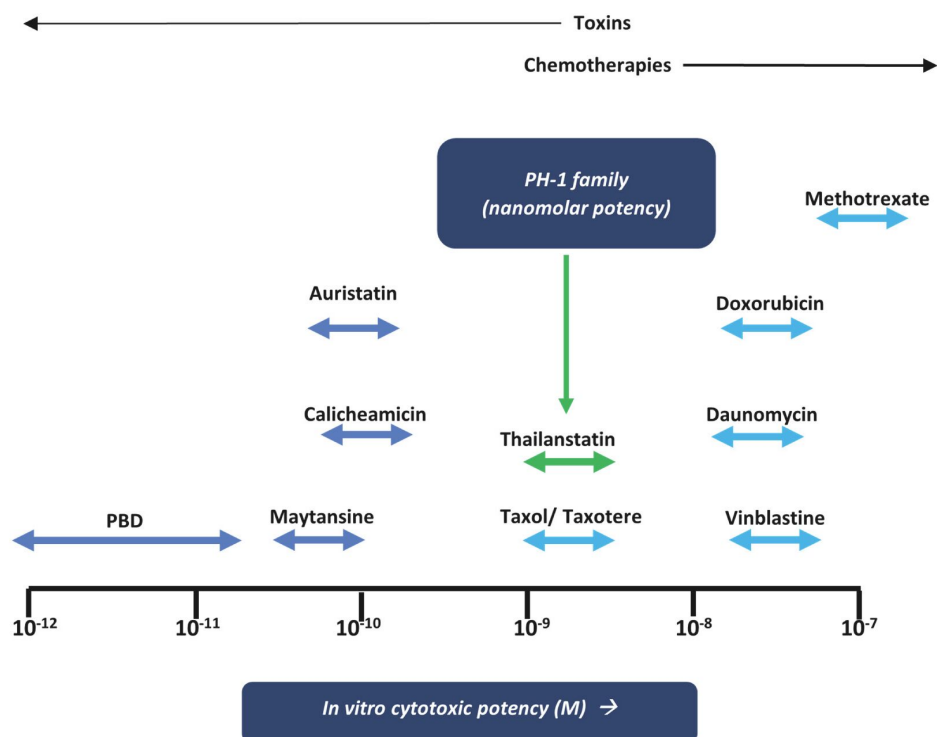 Toxins
Chemotherapies
PH-1 family
(nanomolar potency)
Methotrexate
Auristatin
Doxorubicin
Calicheamicin
Daunomycin
Thailanstatin
PBD
Maytansine
Taxol/ Taxotere
Vinblastine
10⁻¹² 10⁻¹¹ 10⁻¹⁰ 10⁻⁹ 10⁻⁸ 10⁻⁷
In vitro cytotoxic potency (M) →